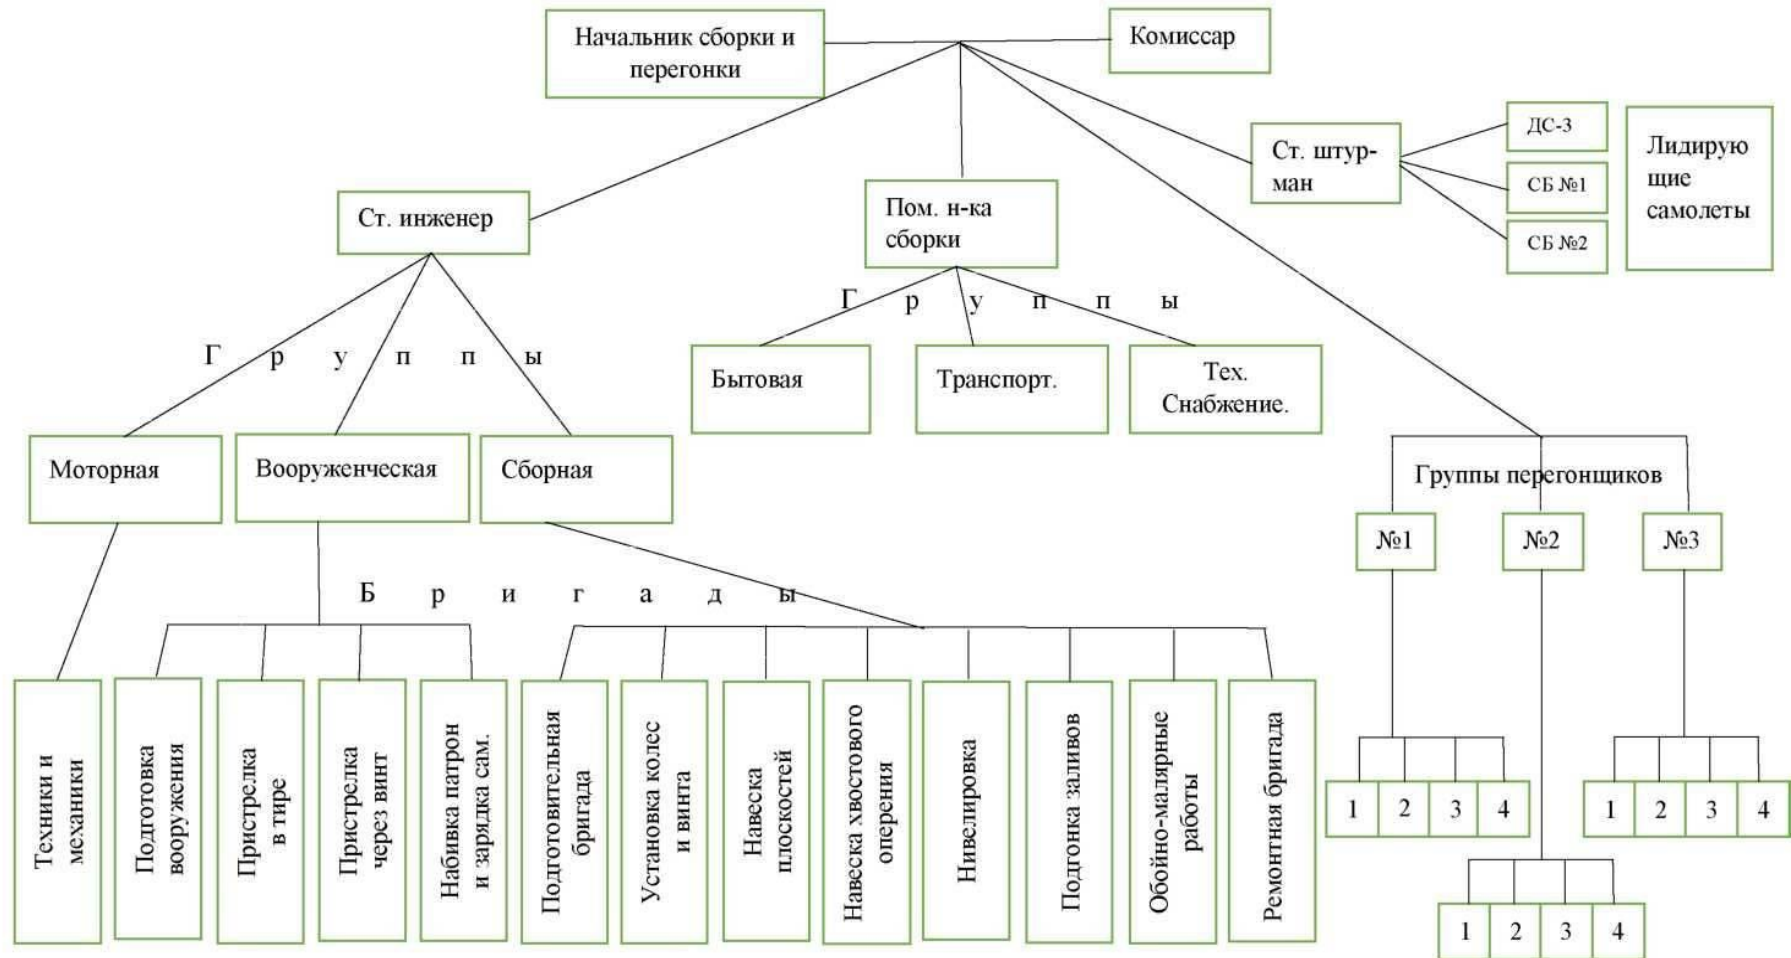 Начальник сборки и
перегонки
Комиссар
Ст. штур-
ман
ДС-3
СБ №1
СБ №2
Лидирую
щие
самолеты
Ст. инженер
Пом. н-ка
сборки
Г р у п п ы
Г р у п п ы
Бытовая
Транспорт.
Тех.
Снабжение.
Моторная
Вооруженческая
Сборная
Группы перегонщиков
№1
№2
№3
Б р и г а д ы
Техники и
механики
Подготовка
вооружения
Пристрелка
в тире
Пристрелка
через винт
Набивка патрон
и зарядка сам.
Подготовительная
бригада
Установка колес
и винта
Навеска
плоскостей
Навеска хвостового
оперения
Нивелировка
Подгонка заливов
Обойно-малярные
работы
Ремонтная бригада
1 2 3 4
1 2 3 4
1 2 3 4